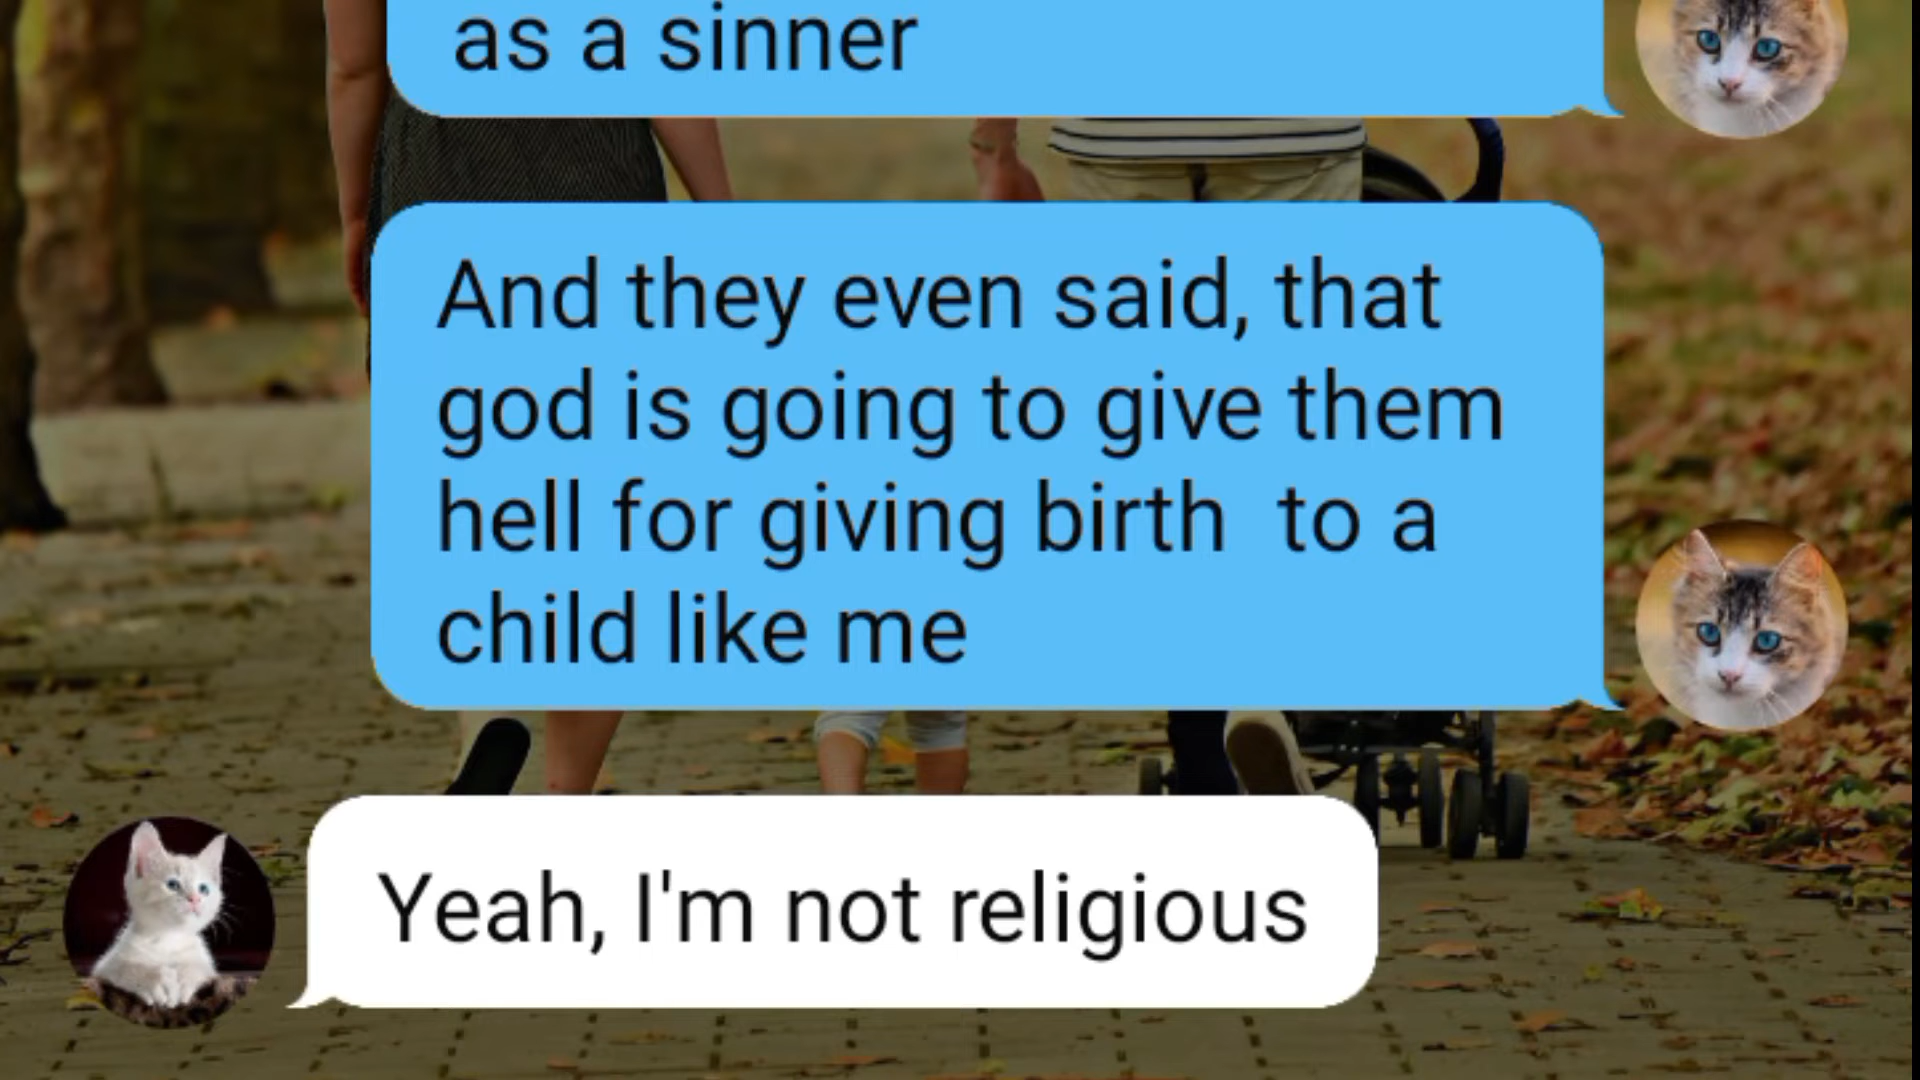 as a sinner
And they even said, that
god is going to give them
hell for giving birth  to a
child like me
Yeah, I'm not religious